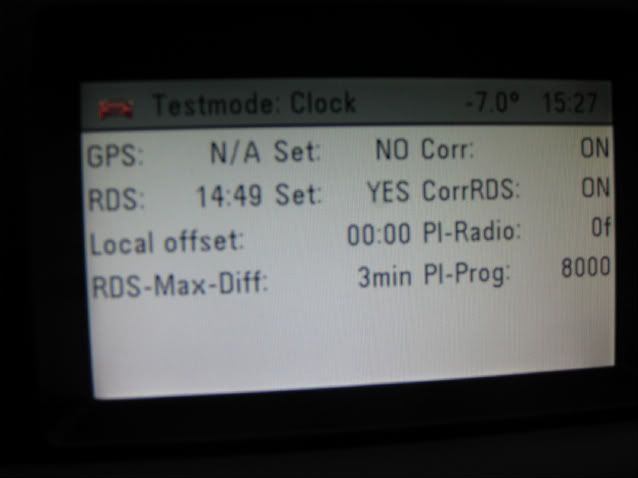 Testmode: Clock -7.0° 15:27
GPS: N/A Set: NO Corr: ON
RDS: 14:49 Set: YES CorrRDS: ON
Local offset: 00:00 PI-Radio: 0f
RDS-Max-Diff: 3min PI-Prog: 8000